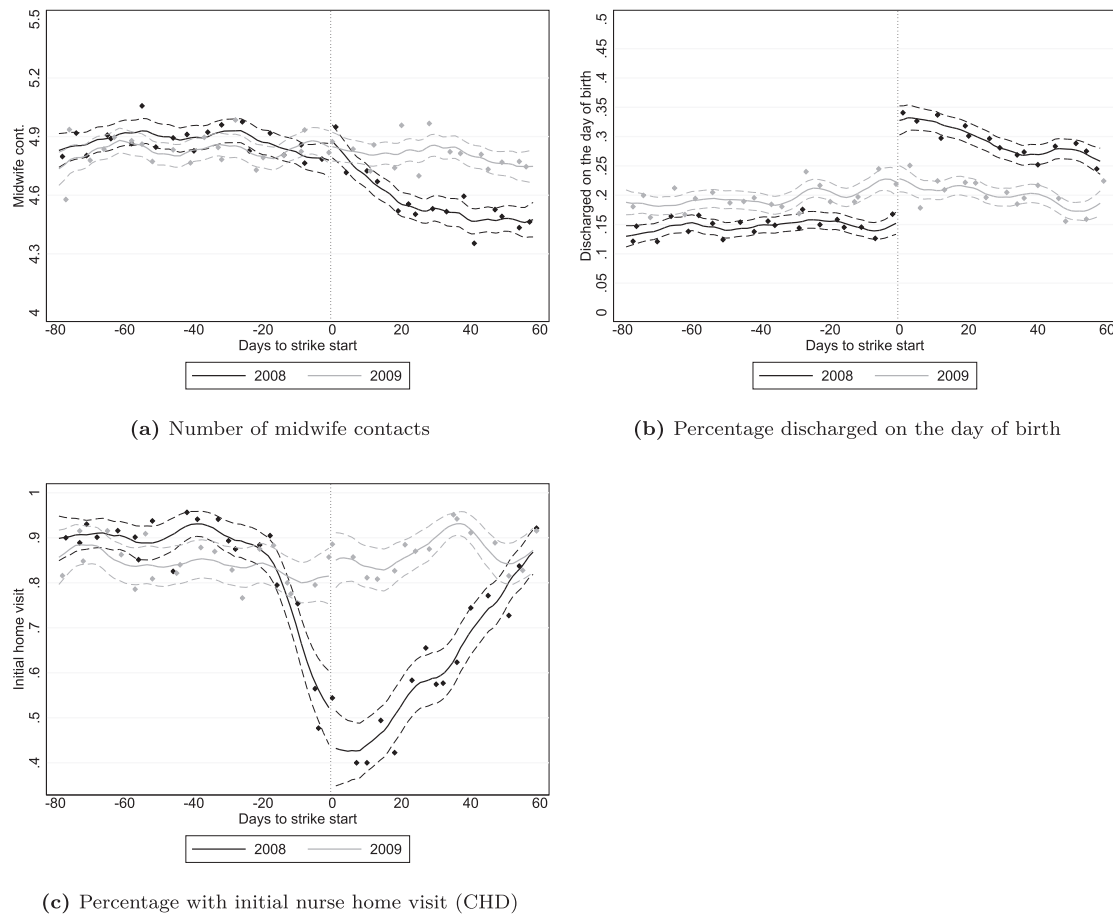 5.5
5.2
4.9
4.6
4.3
4
Midwife cont.
-80 -60 -40 -20 0 20 40 60
Days to strike start
2008 2009
(a) Number of midwife contacts
.5
.45
.4
.35
.3
.25
.2
.15
.1
.05
0
Discharged on the day of birth
-80 -60 -40 -20 0 20 40 60
Days to strike start
2008 2009
(b) Percentage discharged on the day of birth
1
.9
.8
.7
.6
.5
.4
Initial home visit
-80 -60 -40 -20 0 20 40 60
Days to strike start
2008 2009
(c) Percentage with initial nurse home visit (CHD)